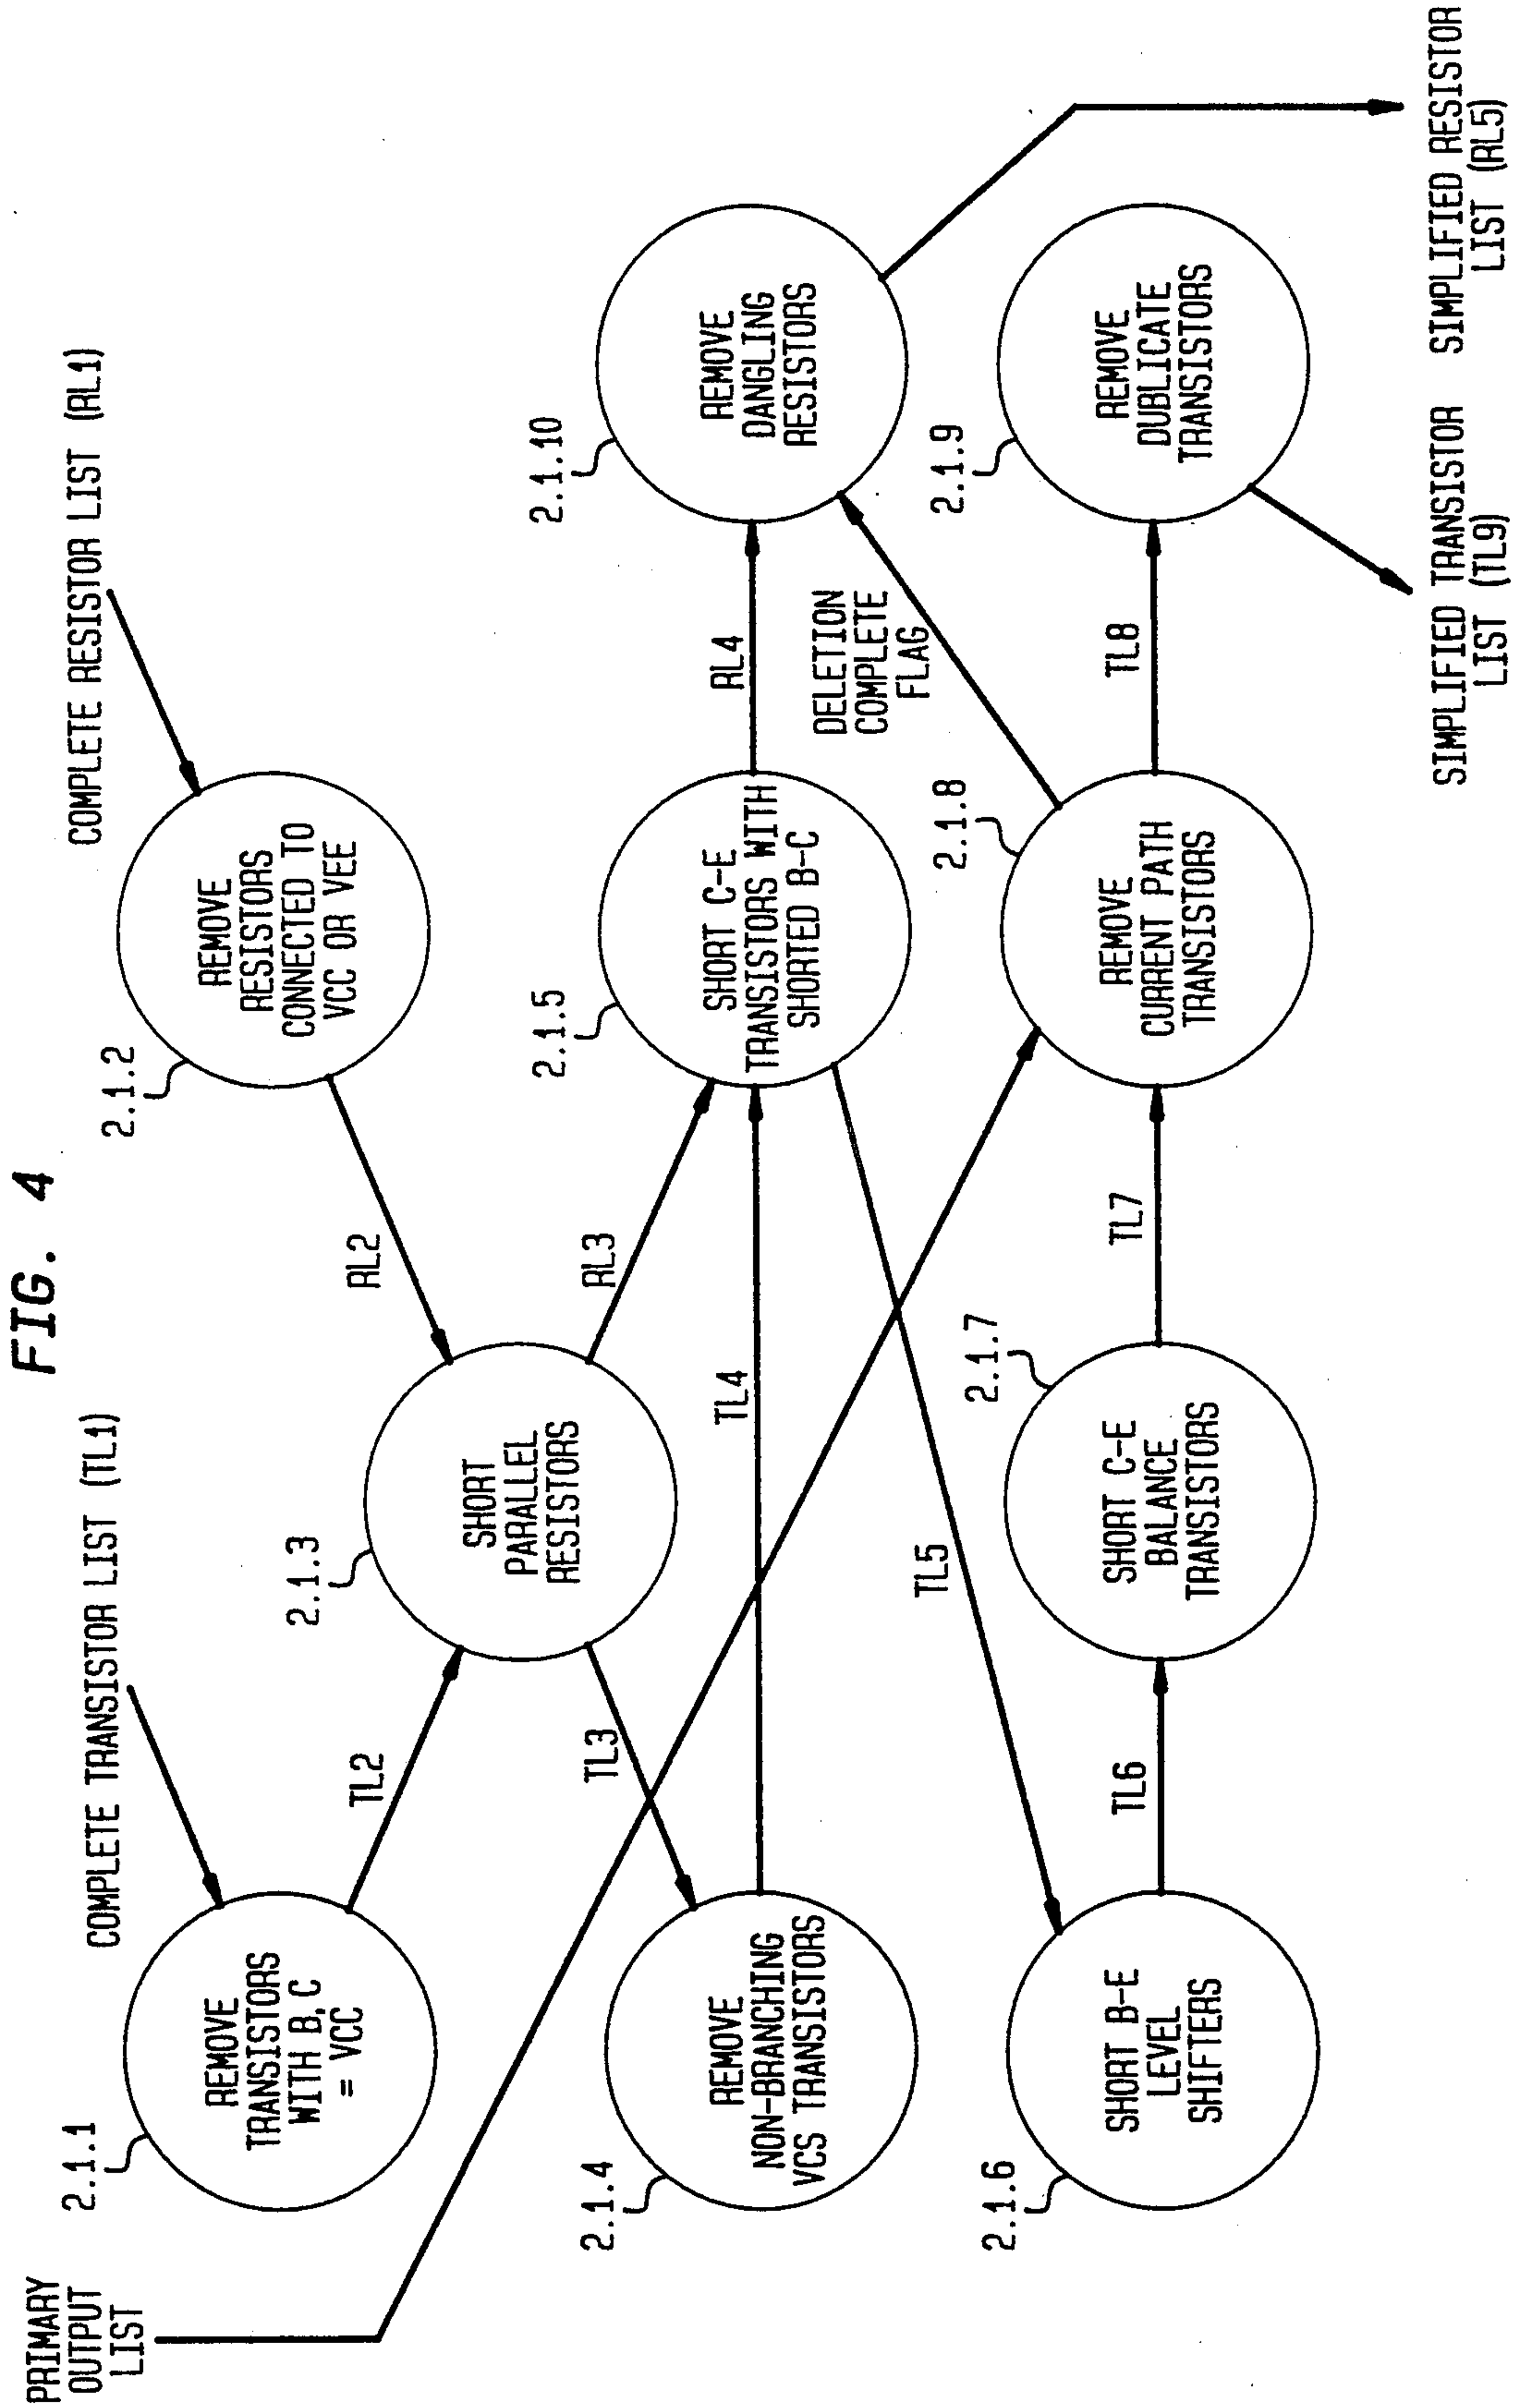 FIG. 4
PRIMARY
OUTPUT
LIST
COMPLETE TRANSISTOR LIST (TL1)
COMPLETE RESISTOR LIST (RL1)
2.1.1
REMOVE
TRANSISTORS
WITH B,C
= VCC
TL2
2.1.3
SHORT
PARALLEL
RESISTORS
RL2
2.1.2
REMOVE
RESISTORS
CONNECTED TO
VCC OR VEE
TL3
RL3
2.1.4
REMOVE
NON-BRANCHING
VCS TRANSISTORS
TL4
2.1.5
SHORT C-E
TRANSISTORS WITH
SHORTED B-C
RL4
2.1.10
REMOVE
DANGLING
RESISTORS
TL5
DELETION
COMPLETE
FLAG
2.1.6
SHORT B-E
LEVEL
SHIFTERS
TL6
2.1.7
SHORT C-E
BALANCE
TRANSISTORS
TL7
2.1.8
REMOVE
CURRENT PATH
TRANSISTORS
TL8
2.1.9
REMOVE
DUBLICATE
TRANSISTORS
SIMPLIFIED TRANSISTOR
LIST (TL9)
SIMPLIFIED RESISTOR
LIST (RL5)